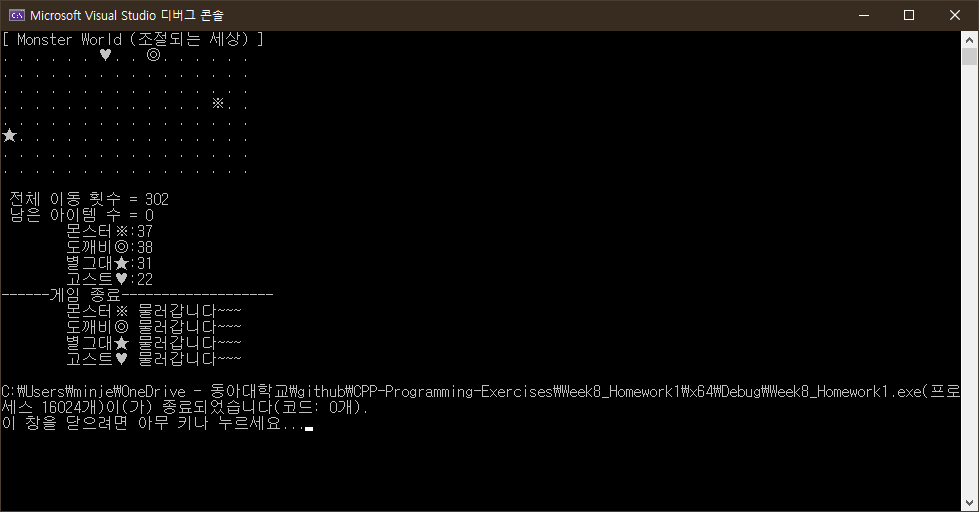 Microsoft Visual Studio 디버그 콘솔
[ Monster World (조절되는 세상) ]
. . . . . . ♥. . ◎. . . . . .
. . . . . . . . . . . . . . . .
. . . . . . . . . . . . . . . .
. . . . . . . . . . . . . ※. .
. . . . . . . . . . . . . . . .
★. . . . . . . . . . . . . . .
. . . . . . . . . . . . . . . .
. . . . . . . . . . . . . . . .
전체 이동 횟수 = 302
남은 아이템 수 = 0
몬스터※:37
도깨비◎:38
별그대★:31
고스트♥:22
------게임 종료-------------------
몬스터※ 물러갑니다~~~
도깨비◎ 물러갑니다~~~
별그대★ 물러갑니다~~~
고스트♥ 물러갑니다~~~
C:\Users\minje\OneDrive - 동아대학교\github\CPP-Programming-Exercises\Week8_Homework1\x64\Debug\Week8_Homework1.exe(프로
세스 16024개)이(가) 종료되었습니다(코드: 0개).
이 창을 닫으려면 아무 키나 누르세요...